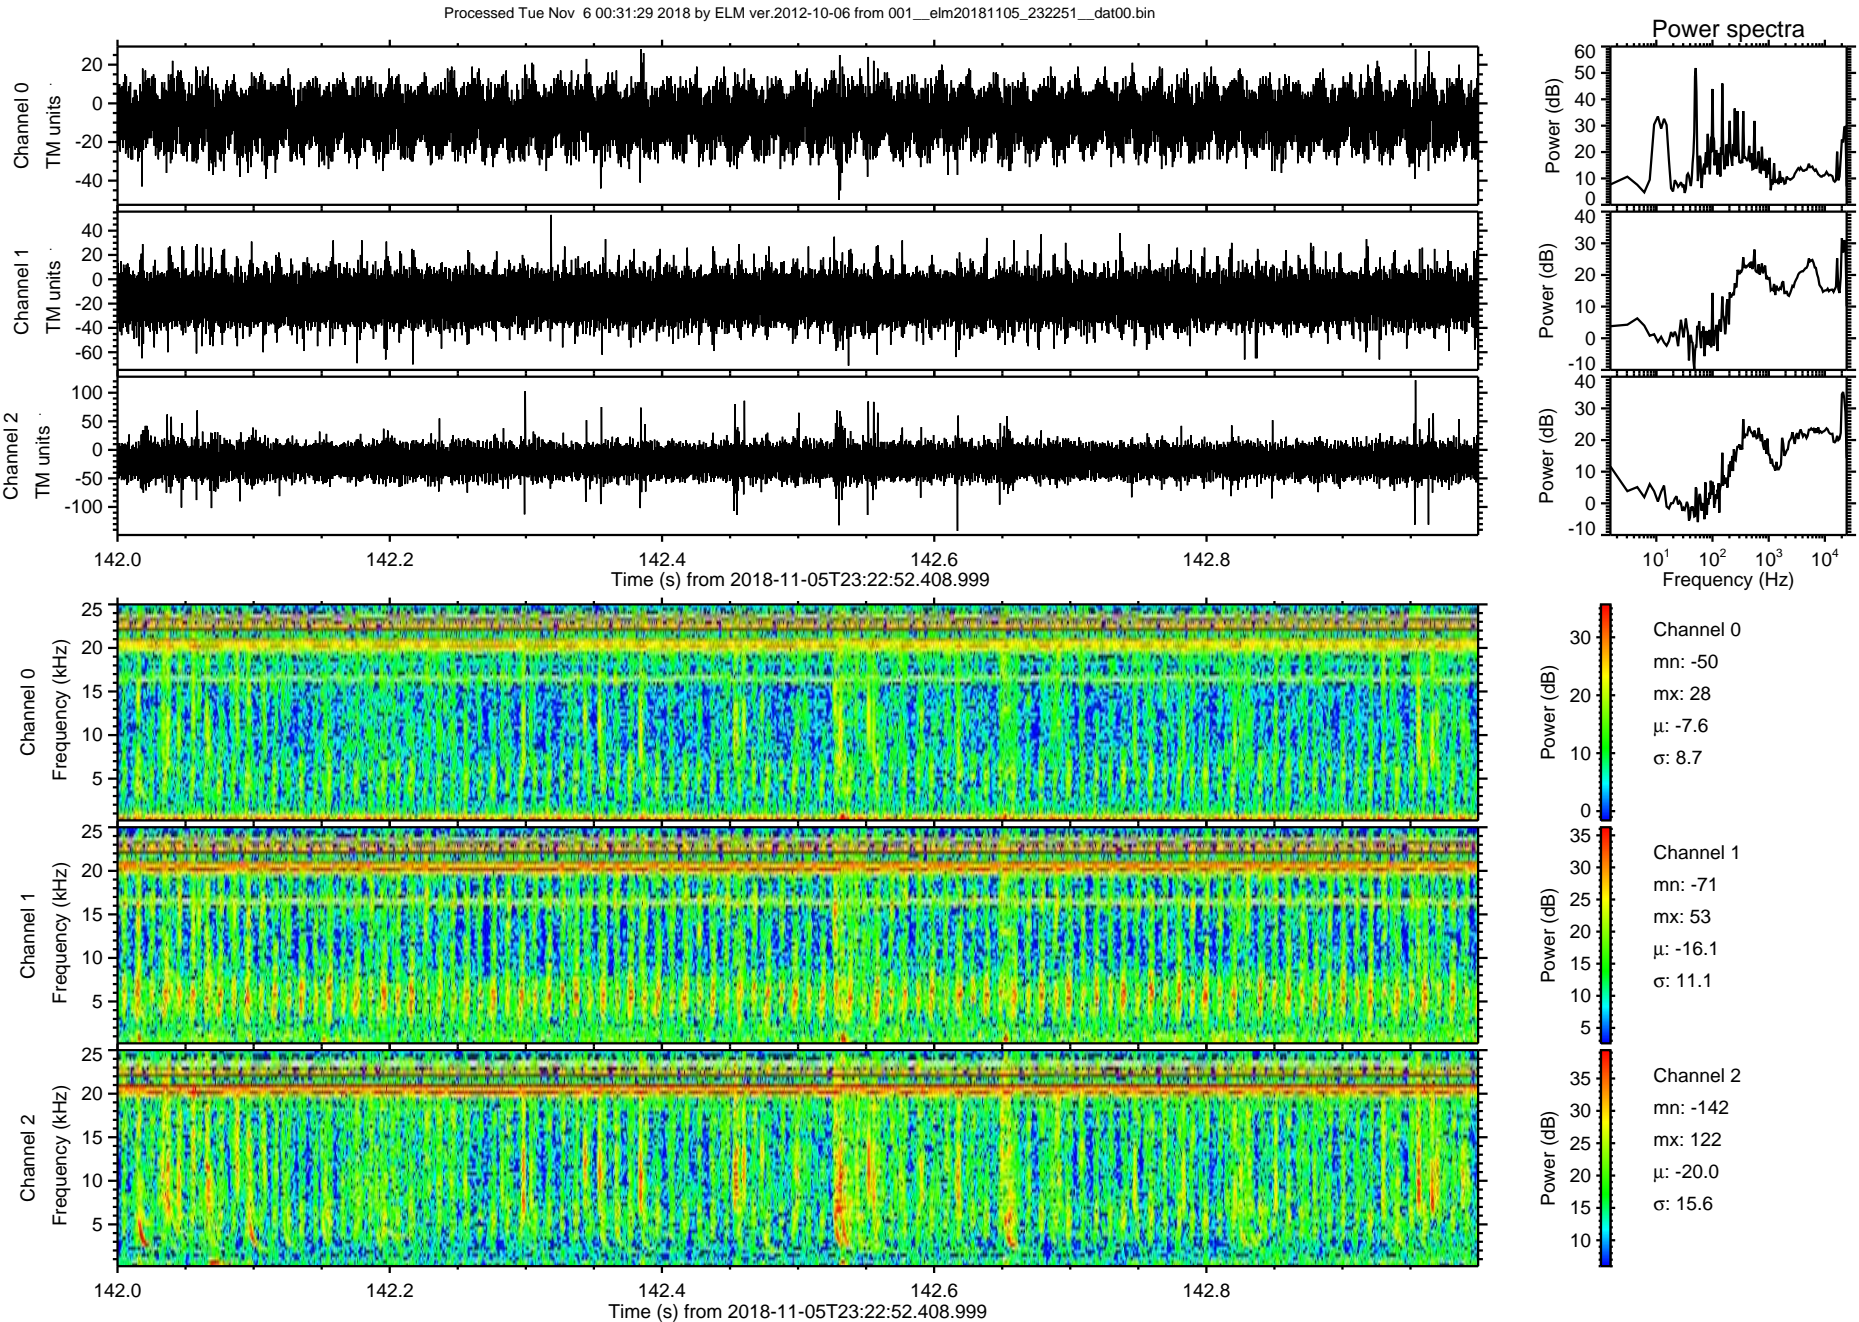 Processed Tue Nov  6 00:31:29 2018 by ELM ver.2012-10-06 from 001__elm20181105_232251__dat00.bin
Power spectra
Channel 0
TM units
20
0
-20
-40
Power (dB)
60
50
40
30
20
10
0
Channel 1
TM units
40
20
0
-20
-40
-60
Power (dB)
40
30
20
10
0
-10
Channel 2
TM units
100
50
0
-50
-100
Power (dB)
40
30
20
10
0
-10
142.0 142.2 142.4 142.6 142.8
Time (s) from 2018-11-05T23:22:52.408.999
10¹ 10² 10³ 10⁴
Frequency (Hz)
Channel 0
Frequency (kHz)
25
20
15
10
5
Power (dB)
30
20
10
0
Channel 0
mn: -50
mx: 28
μ: -7.6
σ: 8.7
Channel 1
Frequency (kHz)
25
20
15
10
5
Power (dB)
35
30
25
20
15
10
5
Channel 1
mn: -71
mx: 53
μ: -16.1
σ: 11.1
Channel 2
Frequency (kHz)
25
20
15
10
5
Power (dB)
35
30
25
20
15
10
Channel 2
mn: -142
mx: 122
μ: -20.0
σ: 15.6
142.0 142.2 142.4 142.6 142.8
Time (s) from 2018-11-05T23:22:52.408.999